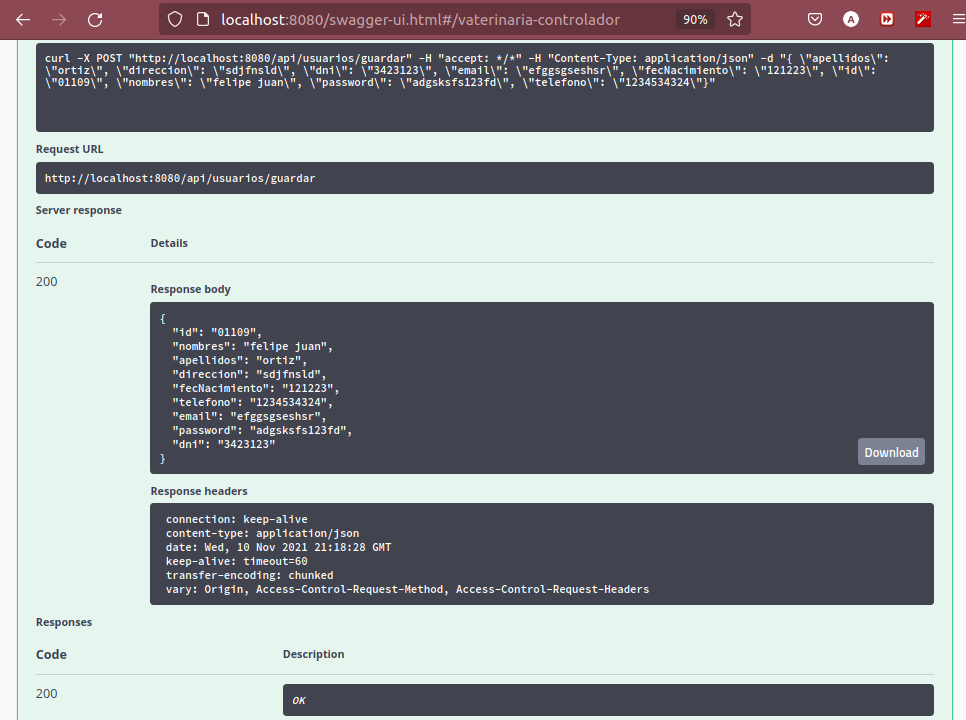 localhost:8080/swagger-ui.html#/vaterinaria-controlador
90%
A
curl -X POST "http://localhost:8080/api/usuarios/guardar" -H "accept: */*" -H "Content-Type: application/json" -d "{ \"apellidos\":
\"ortiz\", \"direccion\": \"sdjfnsld\", \"dni\": \"3423123\", \"email\": \"efggsgseshsr\", \"fecNacimiento\": \"121223\", \"id\":
\"01109\", \"nombres\": \"felipe juan\", \"password\": \"adgsksfs123fd\", \"telefono\": \"1234534324\"}"
Request URL
http://localhost:8080/api/usuarios/guardar
Server response
Code
Details
200
Response body
{
"id": "01109",
"nombres": "felipe juan",
"apellidos": "ortiz",
"direccion": "sdjfnsld",
"fecNacimiento": "121223",
"telefono": "1234534324",
"email": "efggsgseshsr",
"password": "adgsksfs123fd",
"dni": "3423123"
}
Download
Response headers
connection: keep-alive
content-type: application/json
date: Wed, 10 Nov 2021 21:18:28 GMT
keep-alive: timeout=60
transfer-encoding: chunked
vary: Origin, Access-Control-Request-Method, Access-Control-Request-Headers
Responses
Code
Description
200
OK